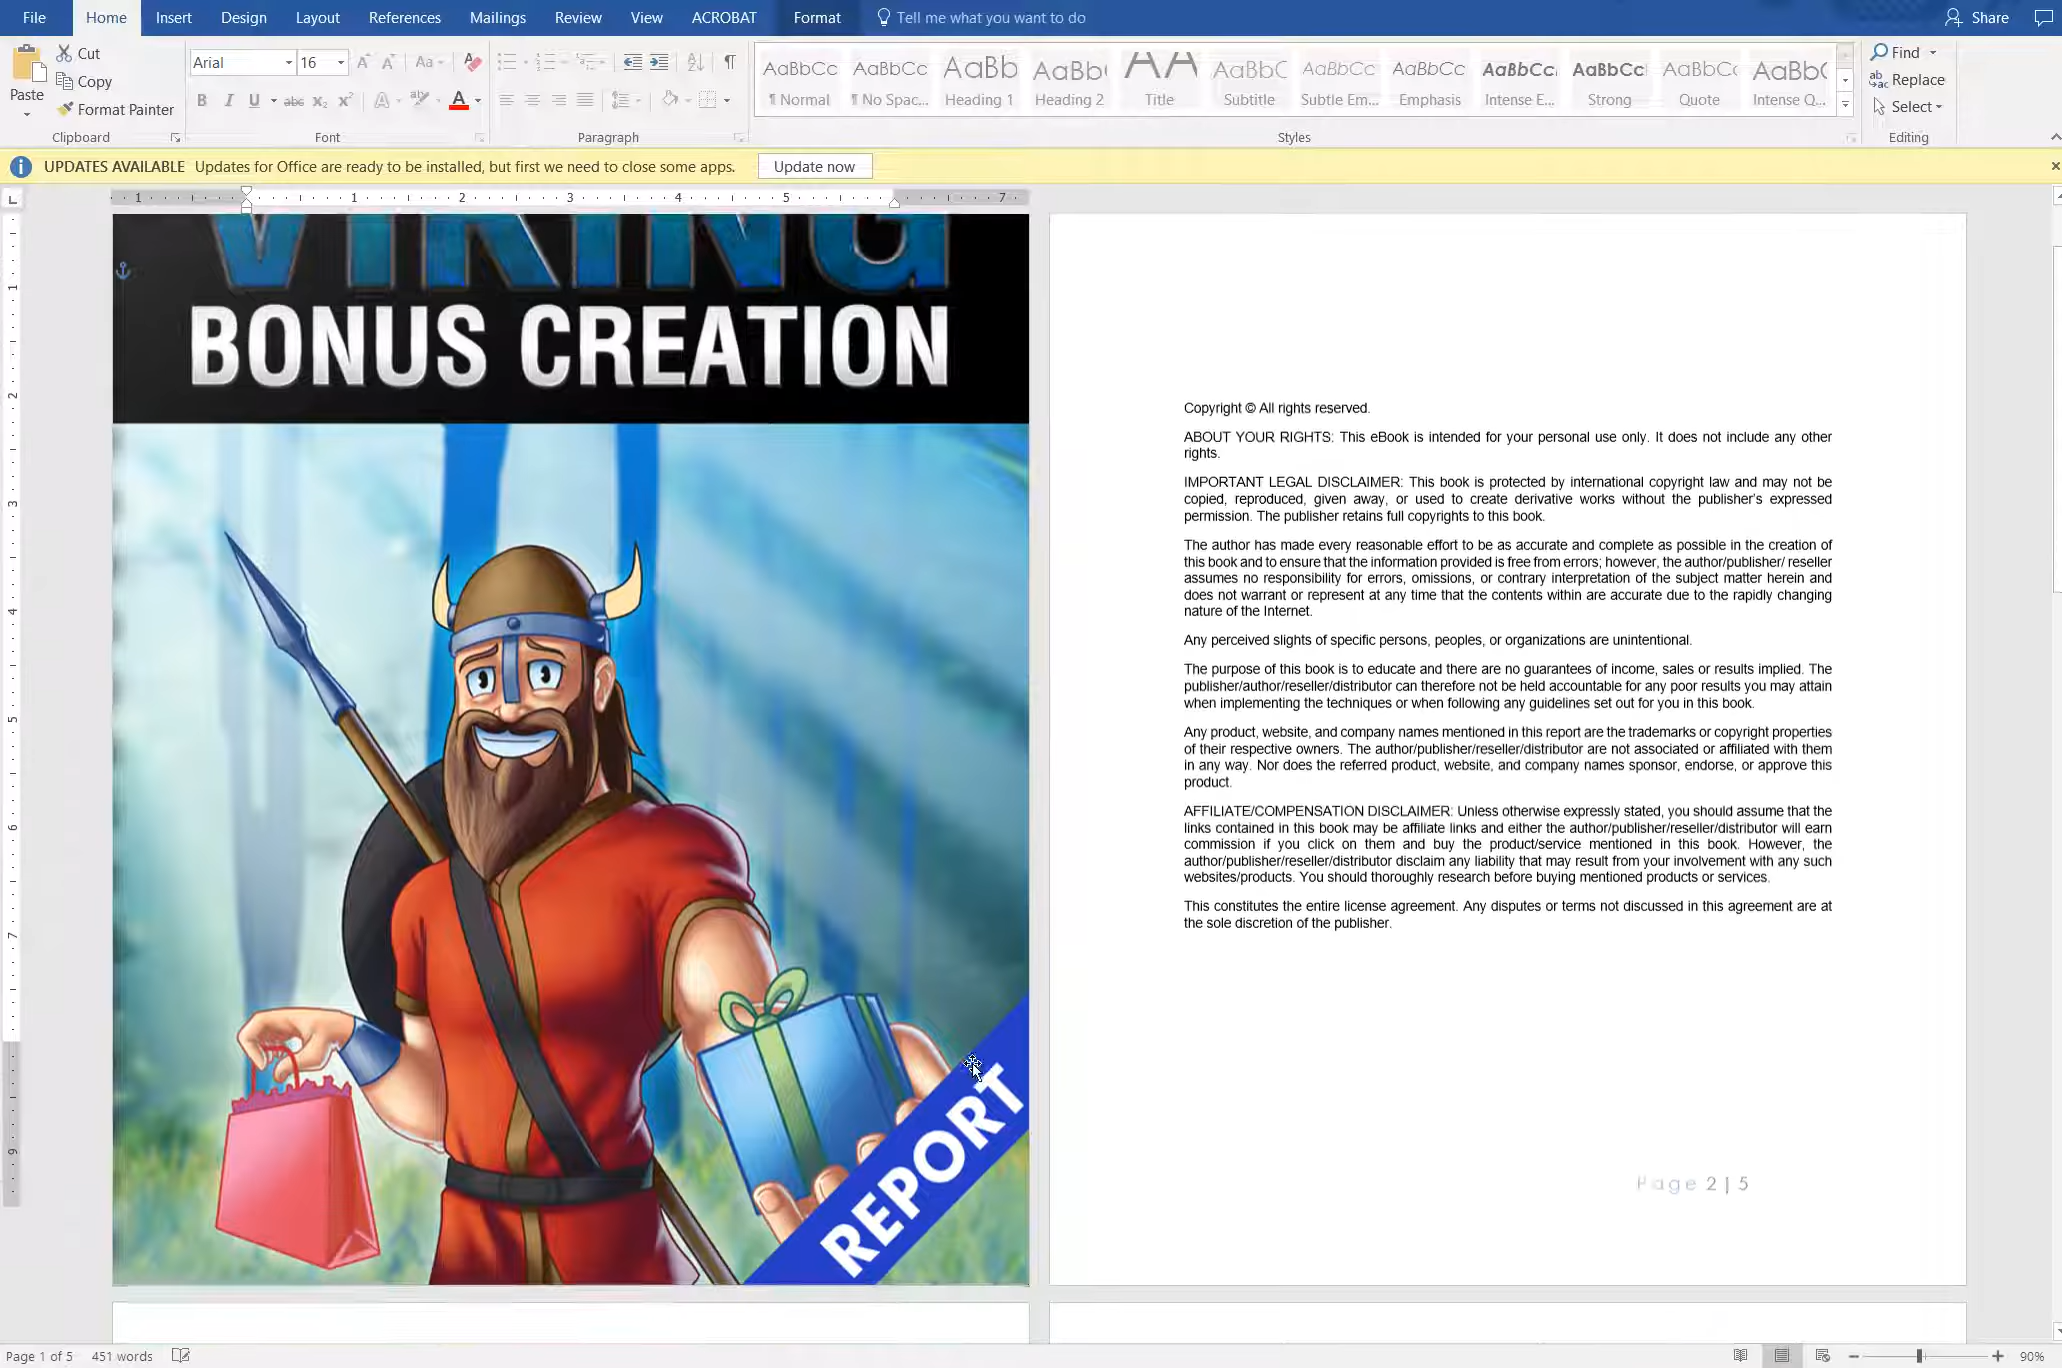 File Home Insert Design Layout References Mailings Review View ACROBAT Format Tell me what you want to do Share
Paste
Cut
Copy
Format Painter
Clipboard
Arial 16
Font
Paragraph
AaBbCc AaBbCc AaBb AaBb AA AaBbC AaBbCc AaBbCc AaBbCc AaBbCc AaBbCc AaBb
¶ Normal ¶ No Spac... Heading 1 Heading 2 Title Subtitle Subtle Em... Emphasis Intense E... Strong Quote Intense Q...
Styles
Find
Replace
Select
Editing
UPDATES AVAILABLE Updates for Office are ready to be installed, but first we need to close some apps. Update now
1 1 2 3 4 5 7
VIKING
BONUS CREATION
REPORT
Copyright © All rights reserved.
ABOUT YOUR RIGHTS: This eBook is intended for your personal use only. It does not include any other
rights.
IMPORTANT LEGAL DISCLAIMER: This book is protected by international copyright law and may not be
copied, reproduced, given away, or used to create derivative works without the publisher's expressed
permission. The publisher retains full copyrights to this book.
The author has made every reasonable effort to be as accurate and complete as possible in the creation of
this book and to ensure that the information provided is free from errors; however, the author/publisher/ reseller
assumes no responsibility for errors, omissions, or contrary interpretation of the subject matter herein and
does not warrant or represent at any time that the contents within are accurate due to the rapidly changing
nature of the Internet.
Any perceived slights of specific persons, peoples, or organizations are unintentional.
The purpose of this book is to educate and there are no guarantees of income, sales or results implied. The
publisher/author/reseller/distributor can therefore not be held accountable for any poor results you may attain
when implementing the techniques or when following any guidelines set out for you in this book.
Any product, website, and company names mentioned in this report are the trademarks or copyright properties
of their respective owners. The author/publisher/reseller/distributor are not associated or affiliated with them
in any way. Nor does the referred product, website, and company names sponsor, endorse, or approve this
product.
AFFILIATE/COMPENSATION DISCLAIMER: Unless otherwise expressly stated, you should assume that the
links contained in this book may be affiliate links and either the author/publisher/reseller/distributor will earn
commission if you click on them and buy the product/service mentioned in this book. However, the
author/publisher/reseller/distributor disclaim any liability that may result from your involvement with any such
websites/products. You should thoroughly research before buying mentioned products or services.
This constitutes the entire license agreement. Any disputes or terms not discussed in this agreement are at
the sole discretion of the publisher.
Page 2 | 5
Page 1 of 5 451 words 90%